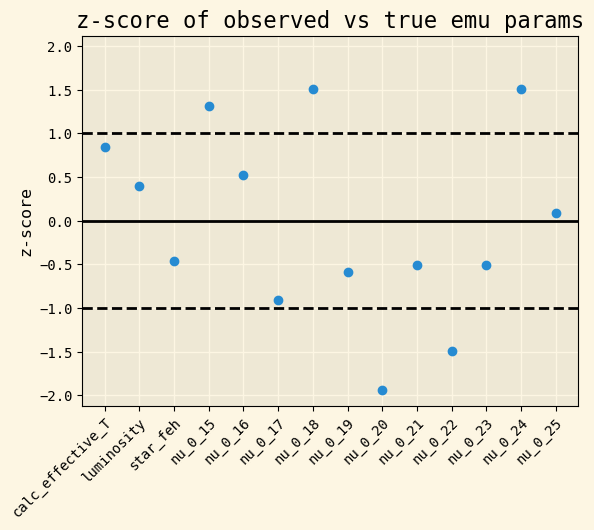 z-score of observed vs true emu params
z-score
2.0
1.5
1.0
0.5
0.0
−0.5
−1.0
−1.5
−2.0
calc_effective_T
luminosity
star_feh
nu_0_15
nu_0_16
nu_0_17
nu_0_18
nu_0_19
nu_0_20
nu_0_21
nu_0_22
nu_0_23
nu_0_24
nu_0_25